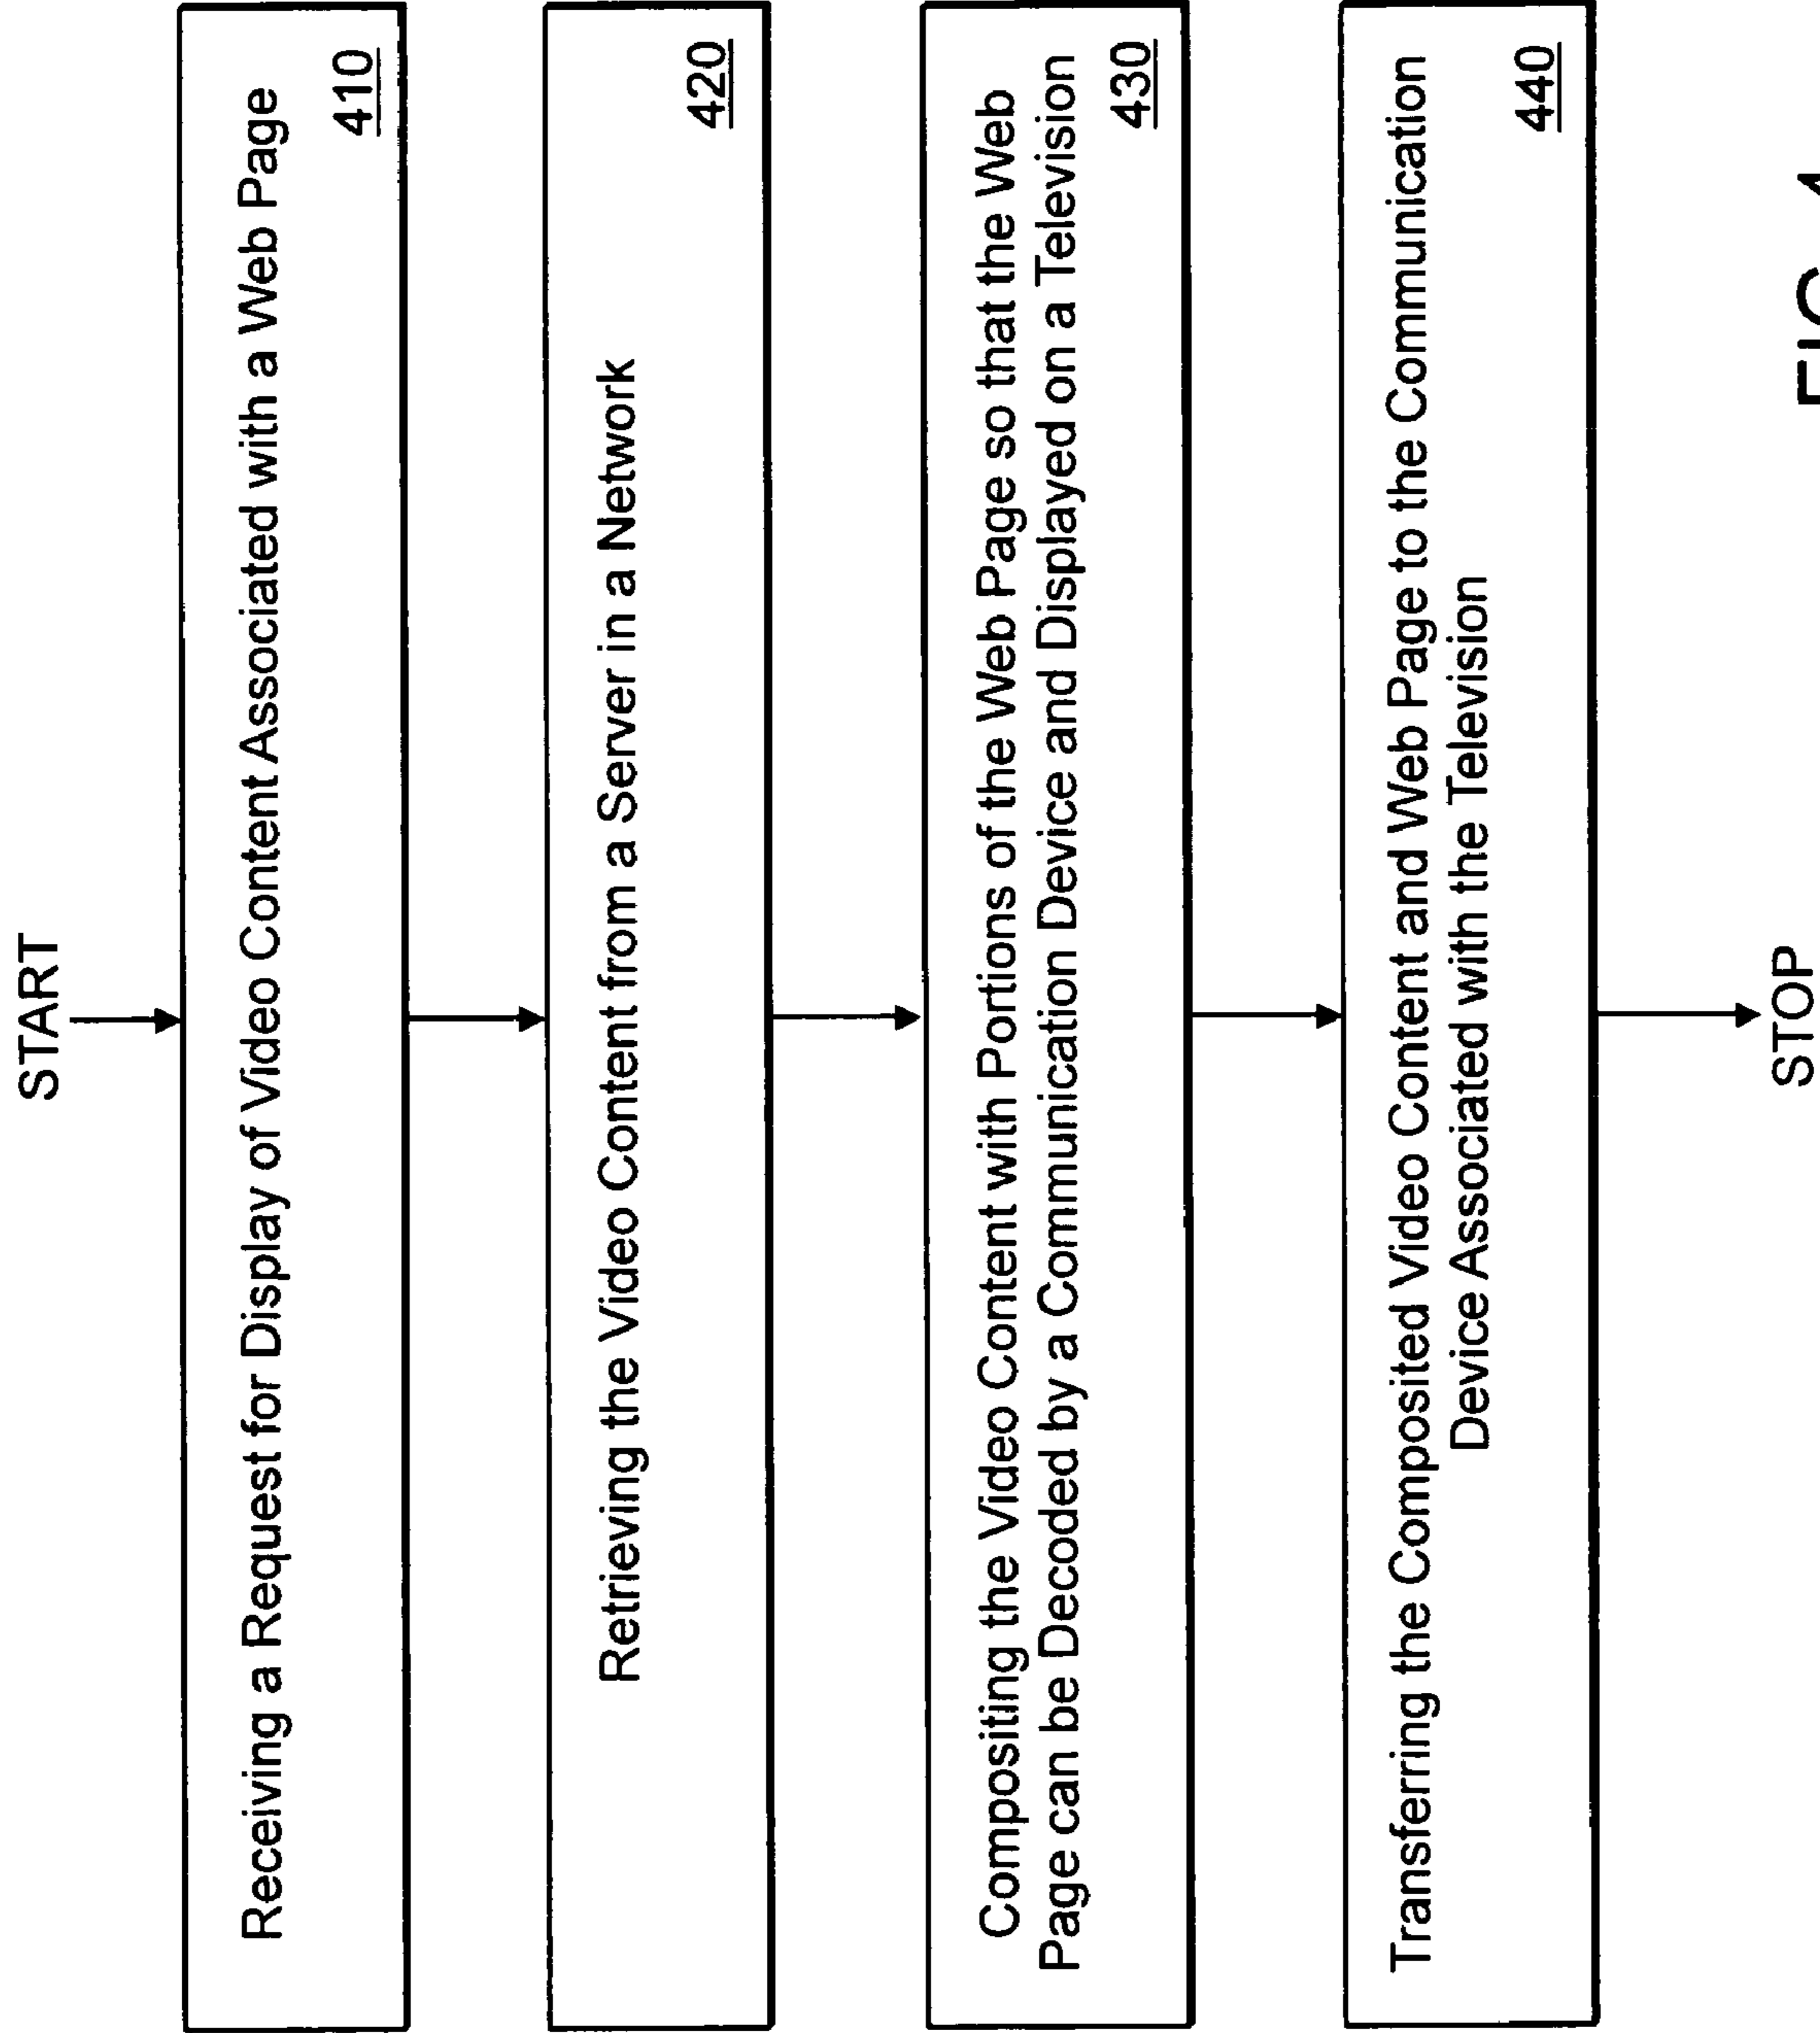 START
Receiving a Request for Display of Video Content Associated with a Web Page
410
Retrieving the Video Content from a Server in a Network
420
Compositing the Video Content with Portions of the Web Page so that the Web
Page can be Decoded by a Communication Device and Displayed on a Television
430
Transferring the Composited Video Content and Web Page to the Communication
Device Associated with the Television
440
STOP